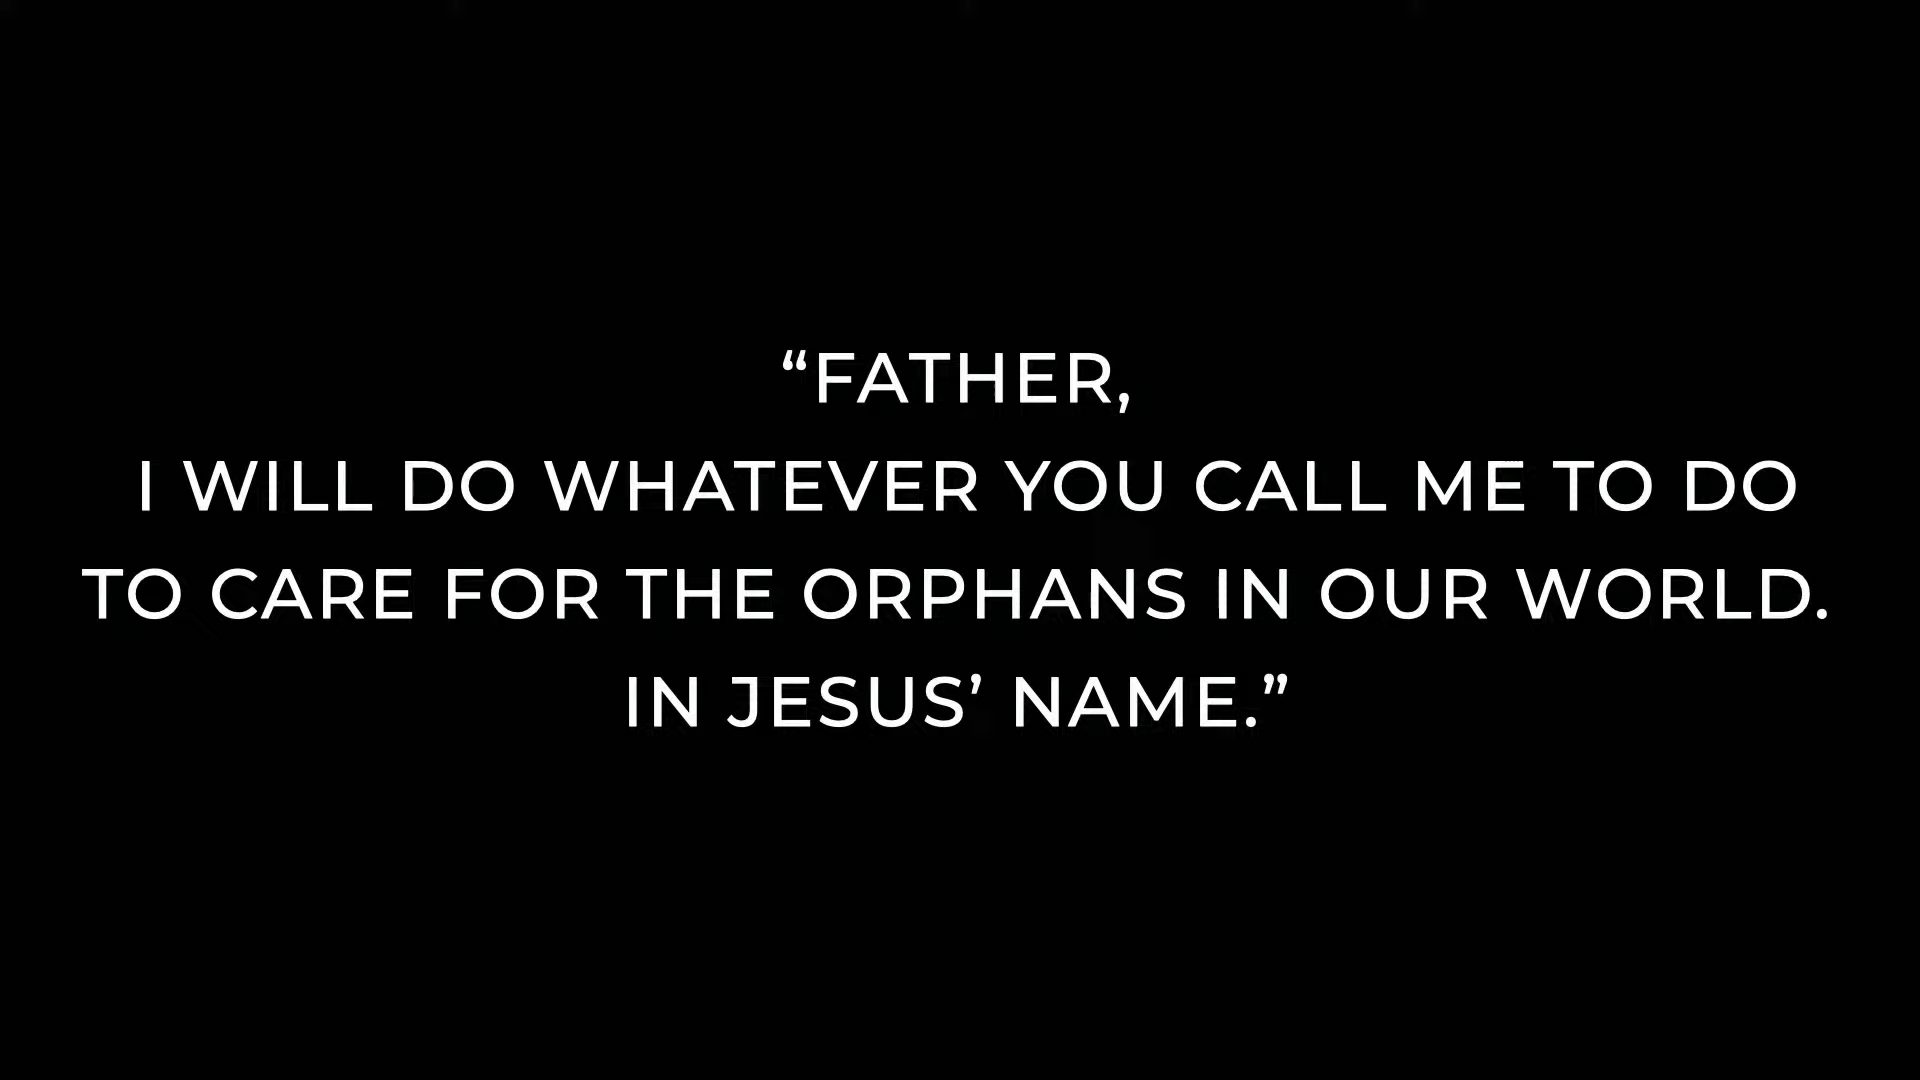 “FATHER,
I WILL DO WHATEVER YOU CALL ME TO DO
TO CARE FOR THE ORPHANS IN OUR WORLD.
IN JESUS’ NAME.”